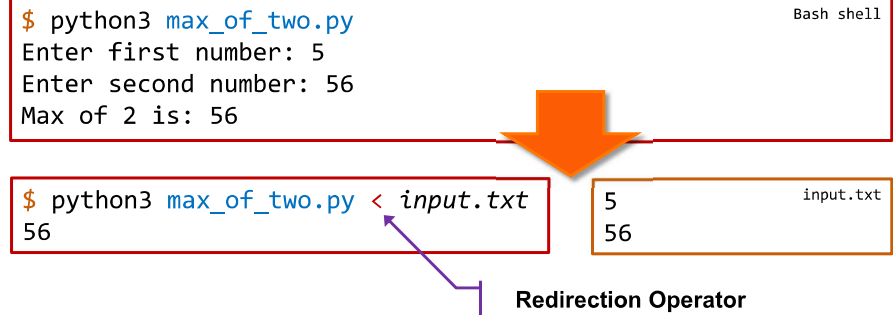 $ python3 max_of_two.py
Bash shell
Enter first number: 5
Enter second number: 56
Max of 2 is: 56
$ python3 max_of_two.py < input.txt
56
5
input.txt
56
Redirection Operator